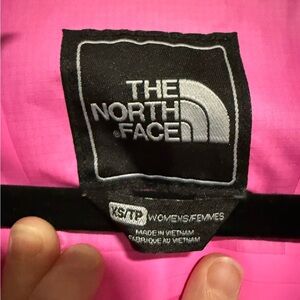 THE
NORTH
FACE
XS/TP WOMENS/FEMMES
MADE IN VIETNAM
FABRIQUÉ AU VIETNAM